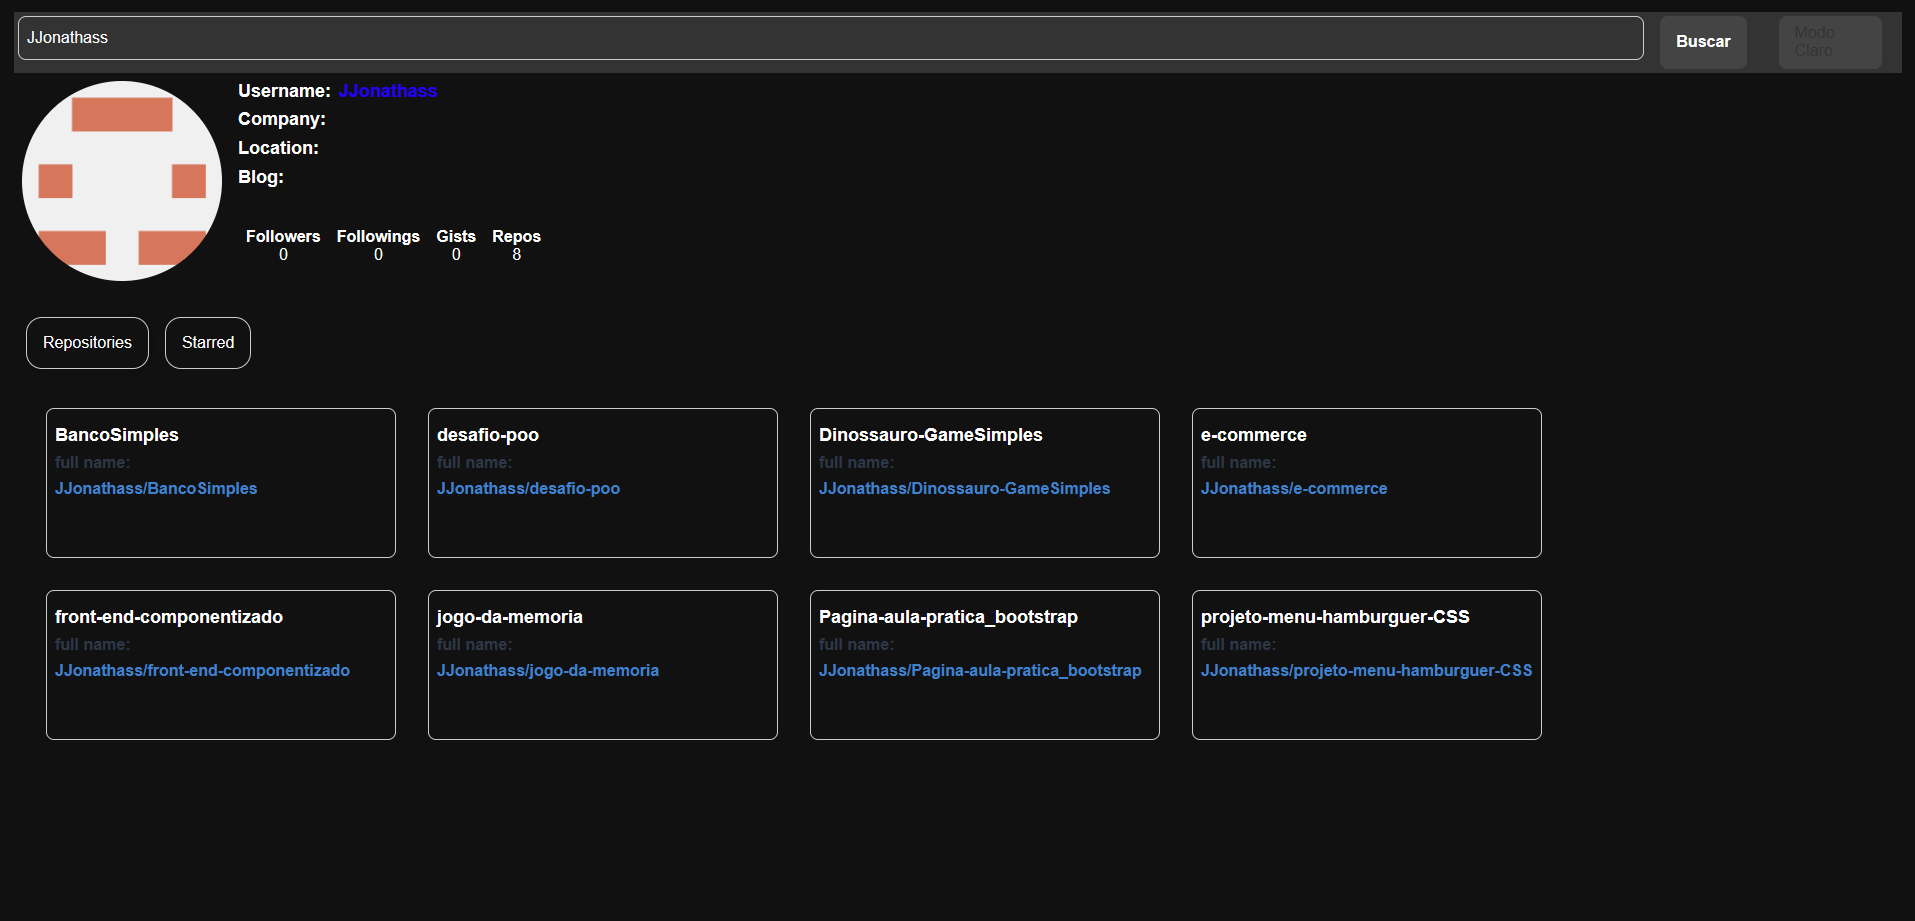 JJonathass
Buscar
Modo
Claro
Username: JJonathass
Company:
Location:
Blog:
Followers Followings Gists Repos
0 0 0 8
Repositories Starred
BancoSimples
full name:
JJonathass/BancoSimples
desafio-poo
full name:
JJonathass/desafio-poo
Dinossauro-GameSimples
full name:
JJonathass/Dinossauro-GameSimples
e-commerce
full name:
JJonathass/e-commerce
front-end-componentizado
full name:
JJonathass/front-end-componentizado
jogo-da-memoria
full name:
JJonathass/jogo-da-memoria
Pagina-aula-pratica_bootstrap
full name:
JJonathass/Pagina-aula-pratica_bootstrap
projeto-menu-hamburguer-CSS
full name:
JJonathass/projeto-menu-hamburguer-CSS